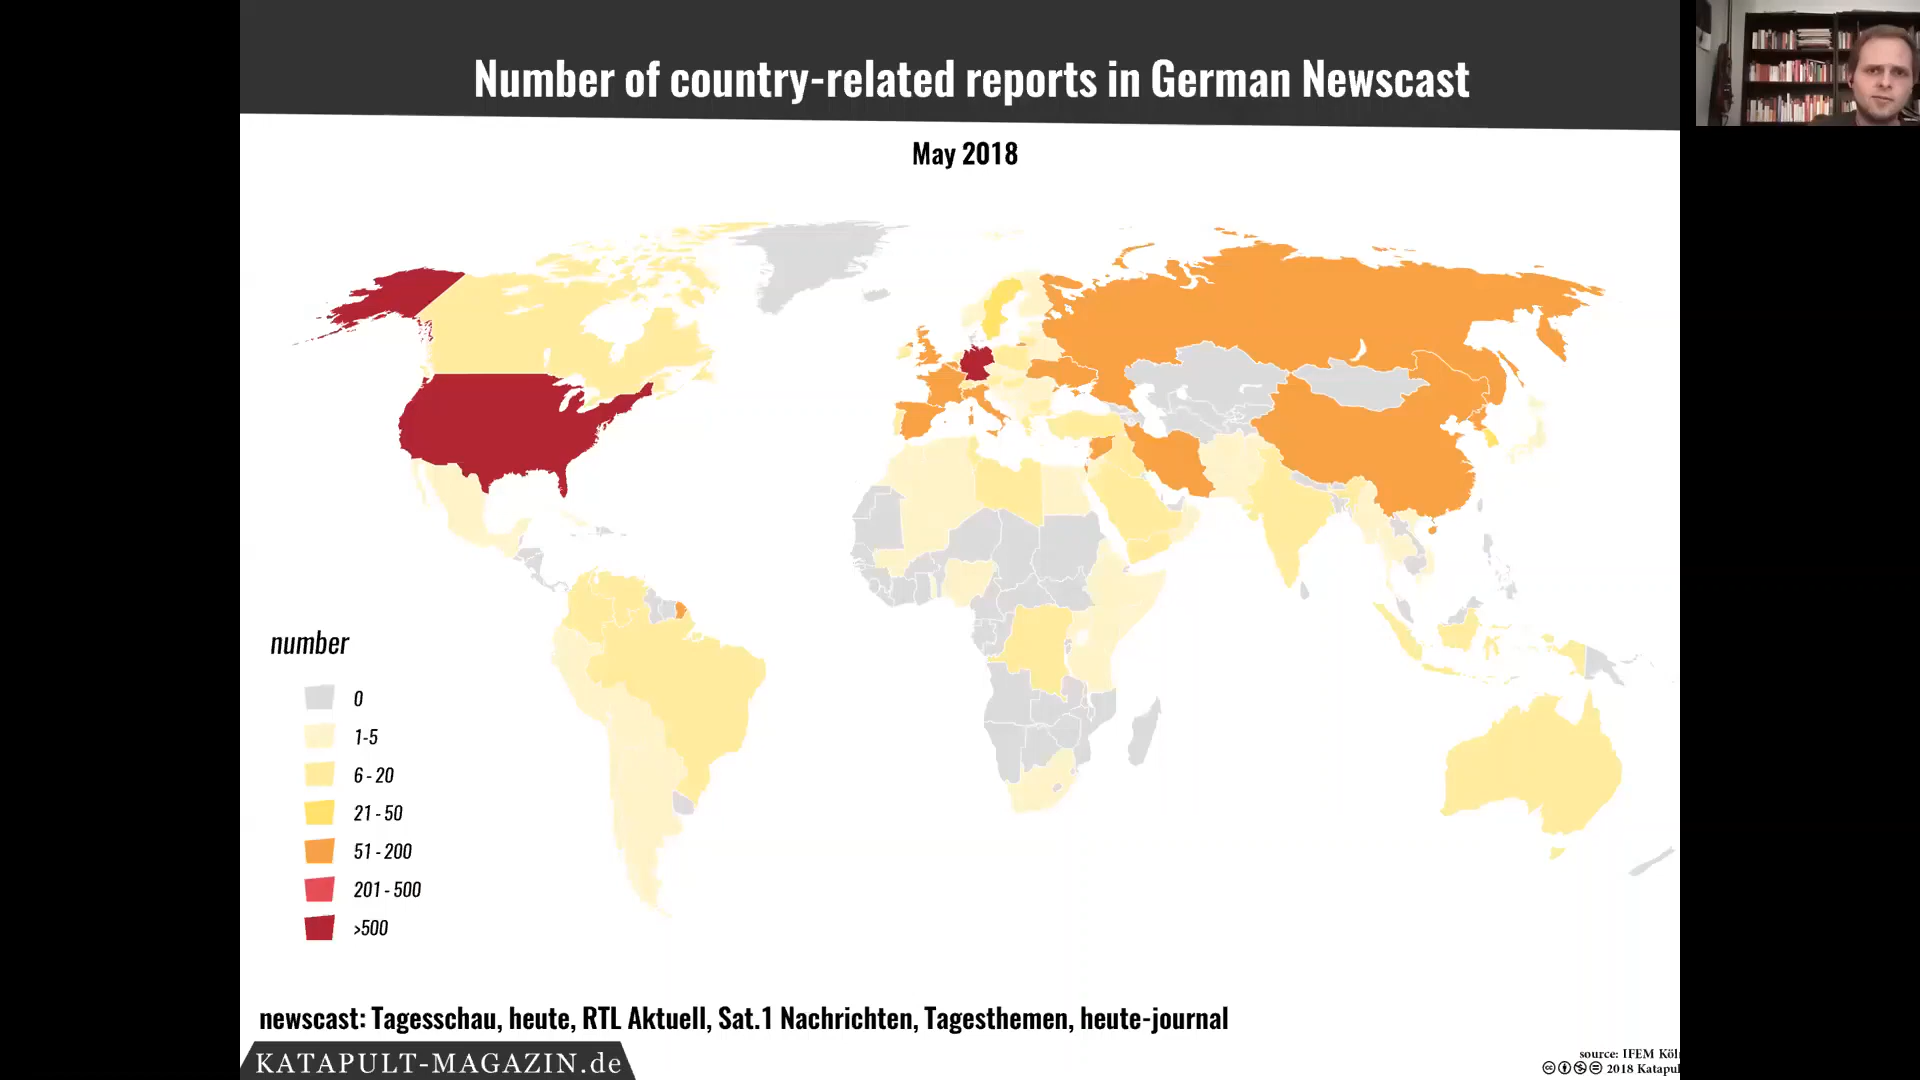 Number of country-related reports in German Newscast
May 2018
number
0
1-5
6 - 20
21 - 50
51 - 200
201 - 500
>500
newscast: Tagesschau, heute, RTL Aktuell, Sat.1 Nachrichten, Tagesthemen, heute-journal
KATAPULT-MAGAZIN.de
source: IFEM Köl
2018 Katapul